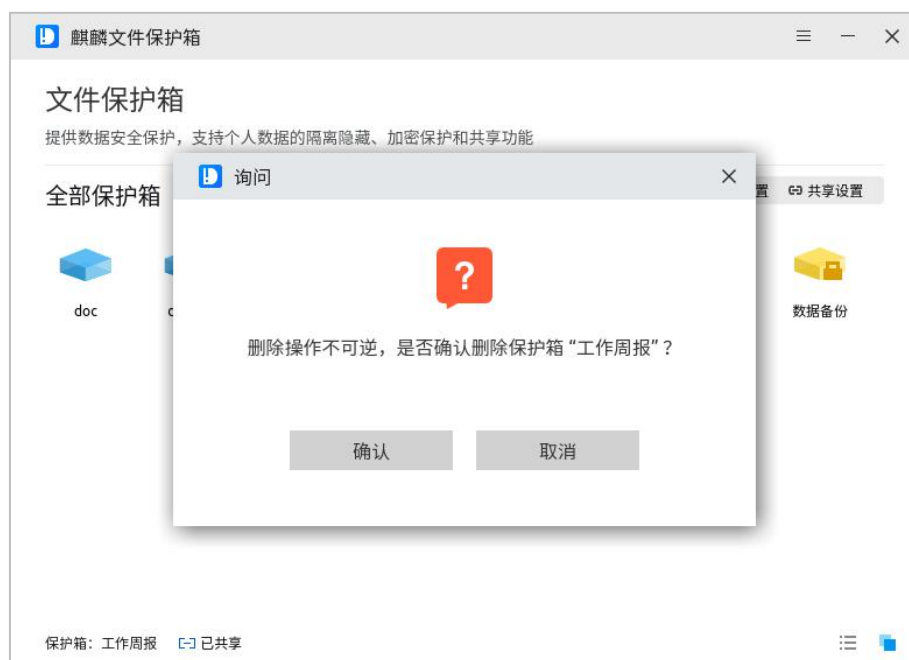 麒麟文件保护箱
文件保护箱
提供数据安全保护，支持个人数据的隔离隐藏、加密保护和共享功能
询问
全部保护箱
置 共享设置
doc
数据备份
删除操作不可逆，是否确认删除保护箱 “工作周报” ？
确认 取消
保护箱：工作周报 已共享